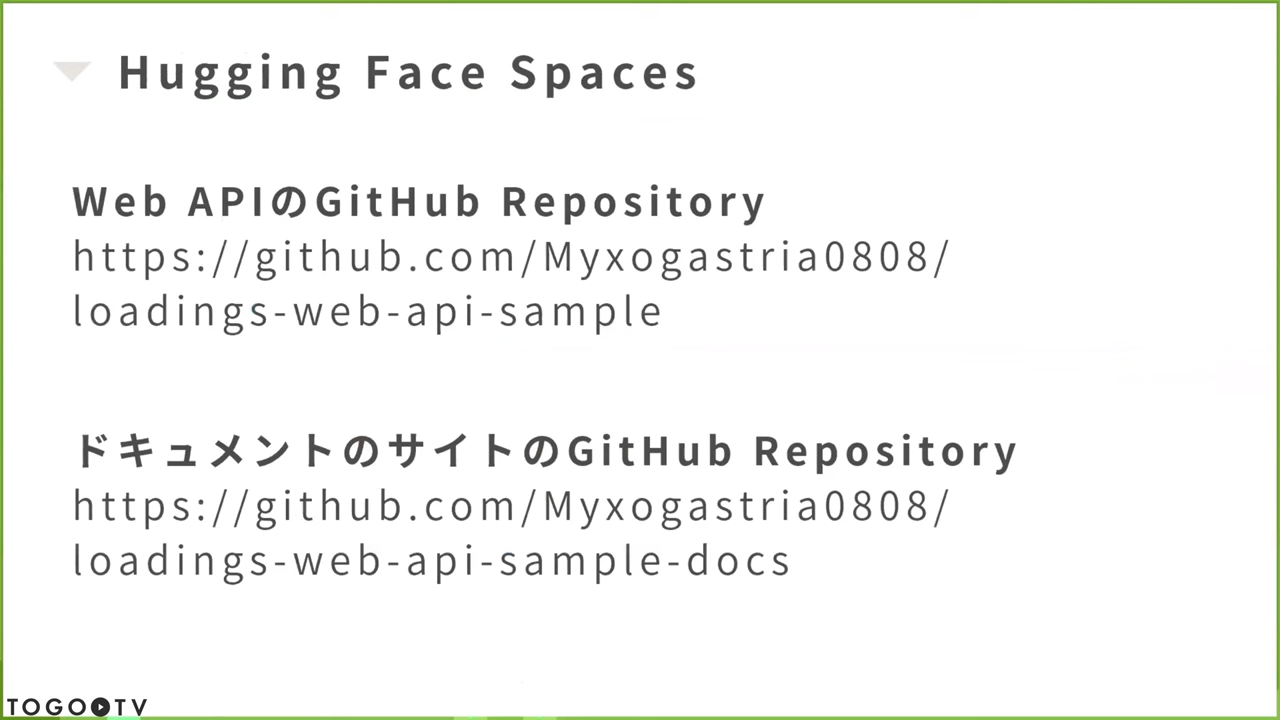 Hugging Face Spaces
Web APIのGitHub Repository
https://github.com/Myxogastria0808/
loadings-web-api-sample
ドキュメントのサイトのGitHub Repository
https://github.com/Myxogastria0808/
loadings-web-api-sample-docs
TOGOTV